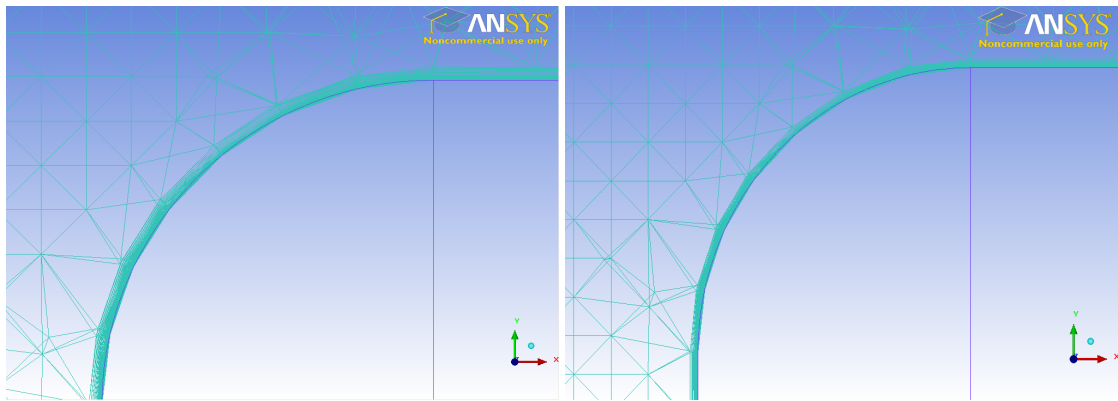 ANSYS
Noncommercial use only
Y
X
ANSYS
Noncommercial use only
Y
X